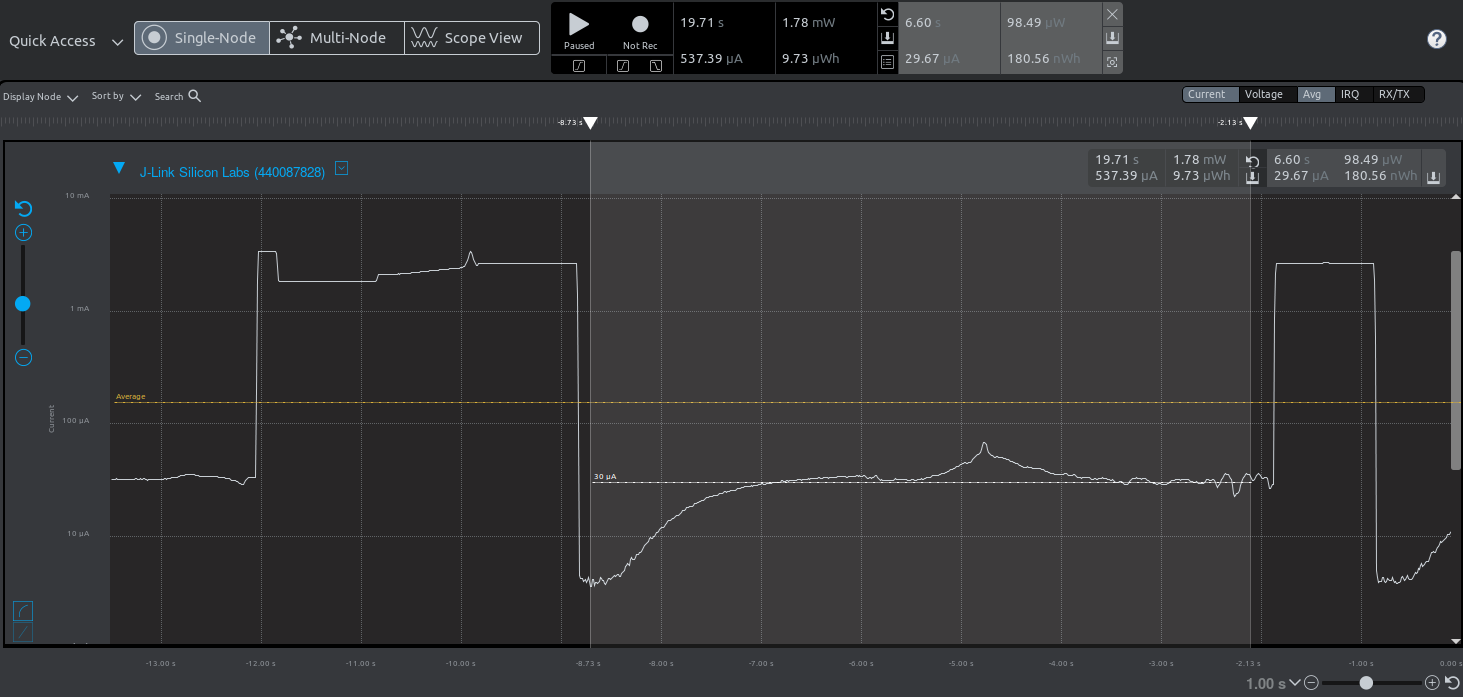 Quick Access
Single-Node
Multi-Node
Scope View
Paused
Not Rec
19.71 s
1.78 mW
537.39 µA
9.73 µWh
6.60 s
98.49 µW
29.67 µA
180.56 nWh
?
Display Node
Sort by
Search
Current
Voltage
Avg
IRQ
RX/TX
-8.73 s
-2.13 s
J-Link Silicon Labs (440087828)
19.71 s
1.78 mW
537.39 µA
9.73 µWh
6.60 s
98.49 µW
29.67 µA
180.56 nWh
10 mA
1 mA
Average
Current
100 µA
30 µA
10 µA
-13.00 s
-12.00 s
-11.00 s
-10.00 s
-8.73 s
-8.00 s
-7.00 s
-6.00 s
-5.00 s
-4.00 s
-3.00 s
-2.13 s
-1.00 s
0.00 s
1.00 s